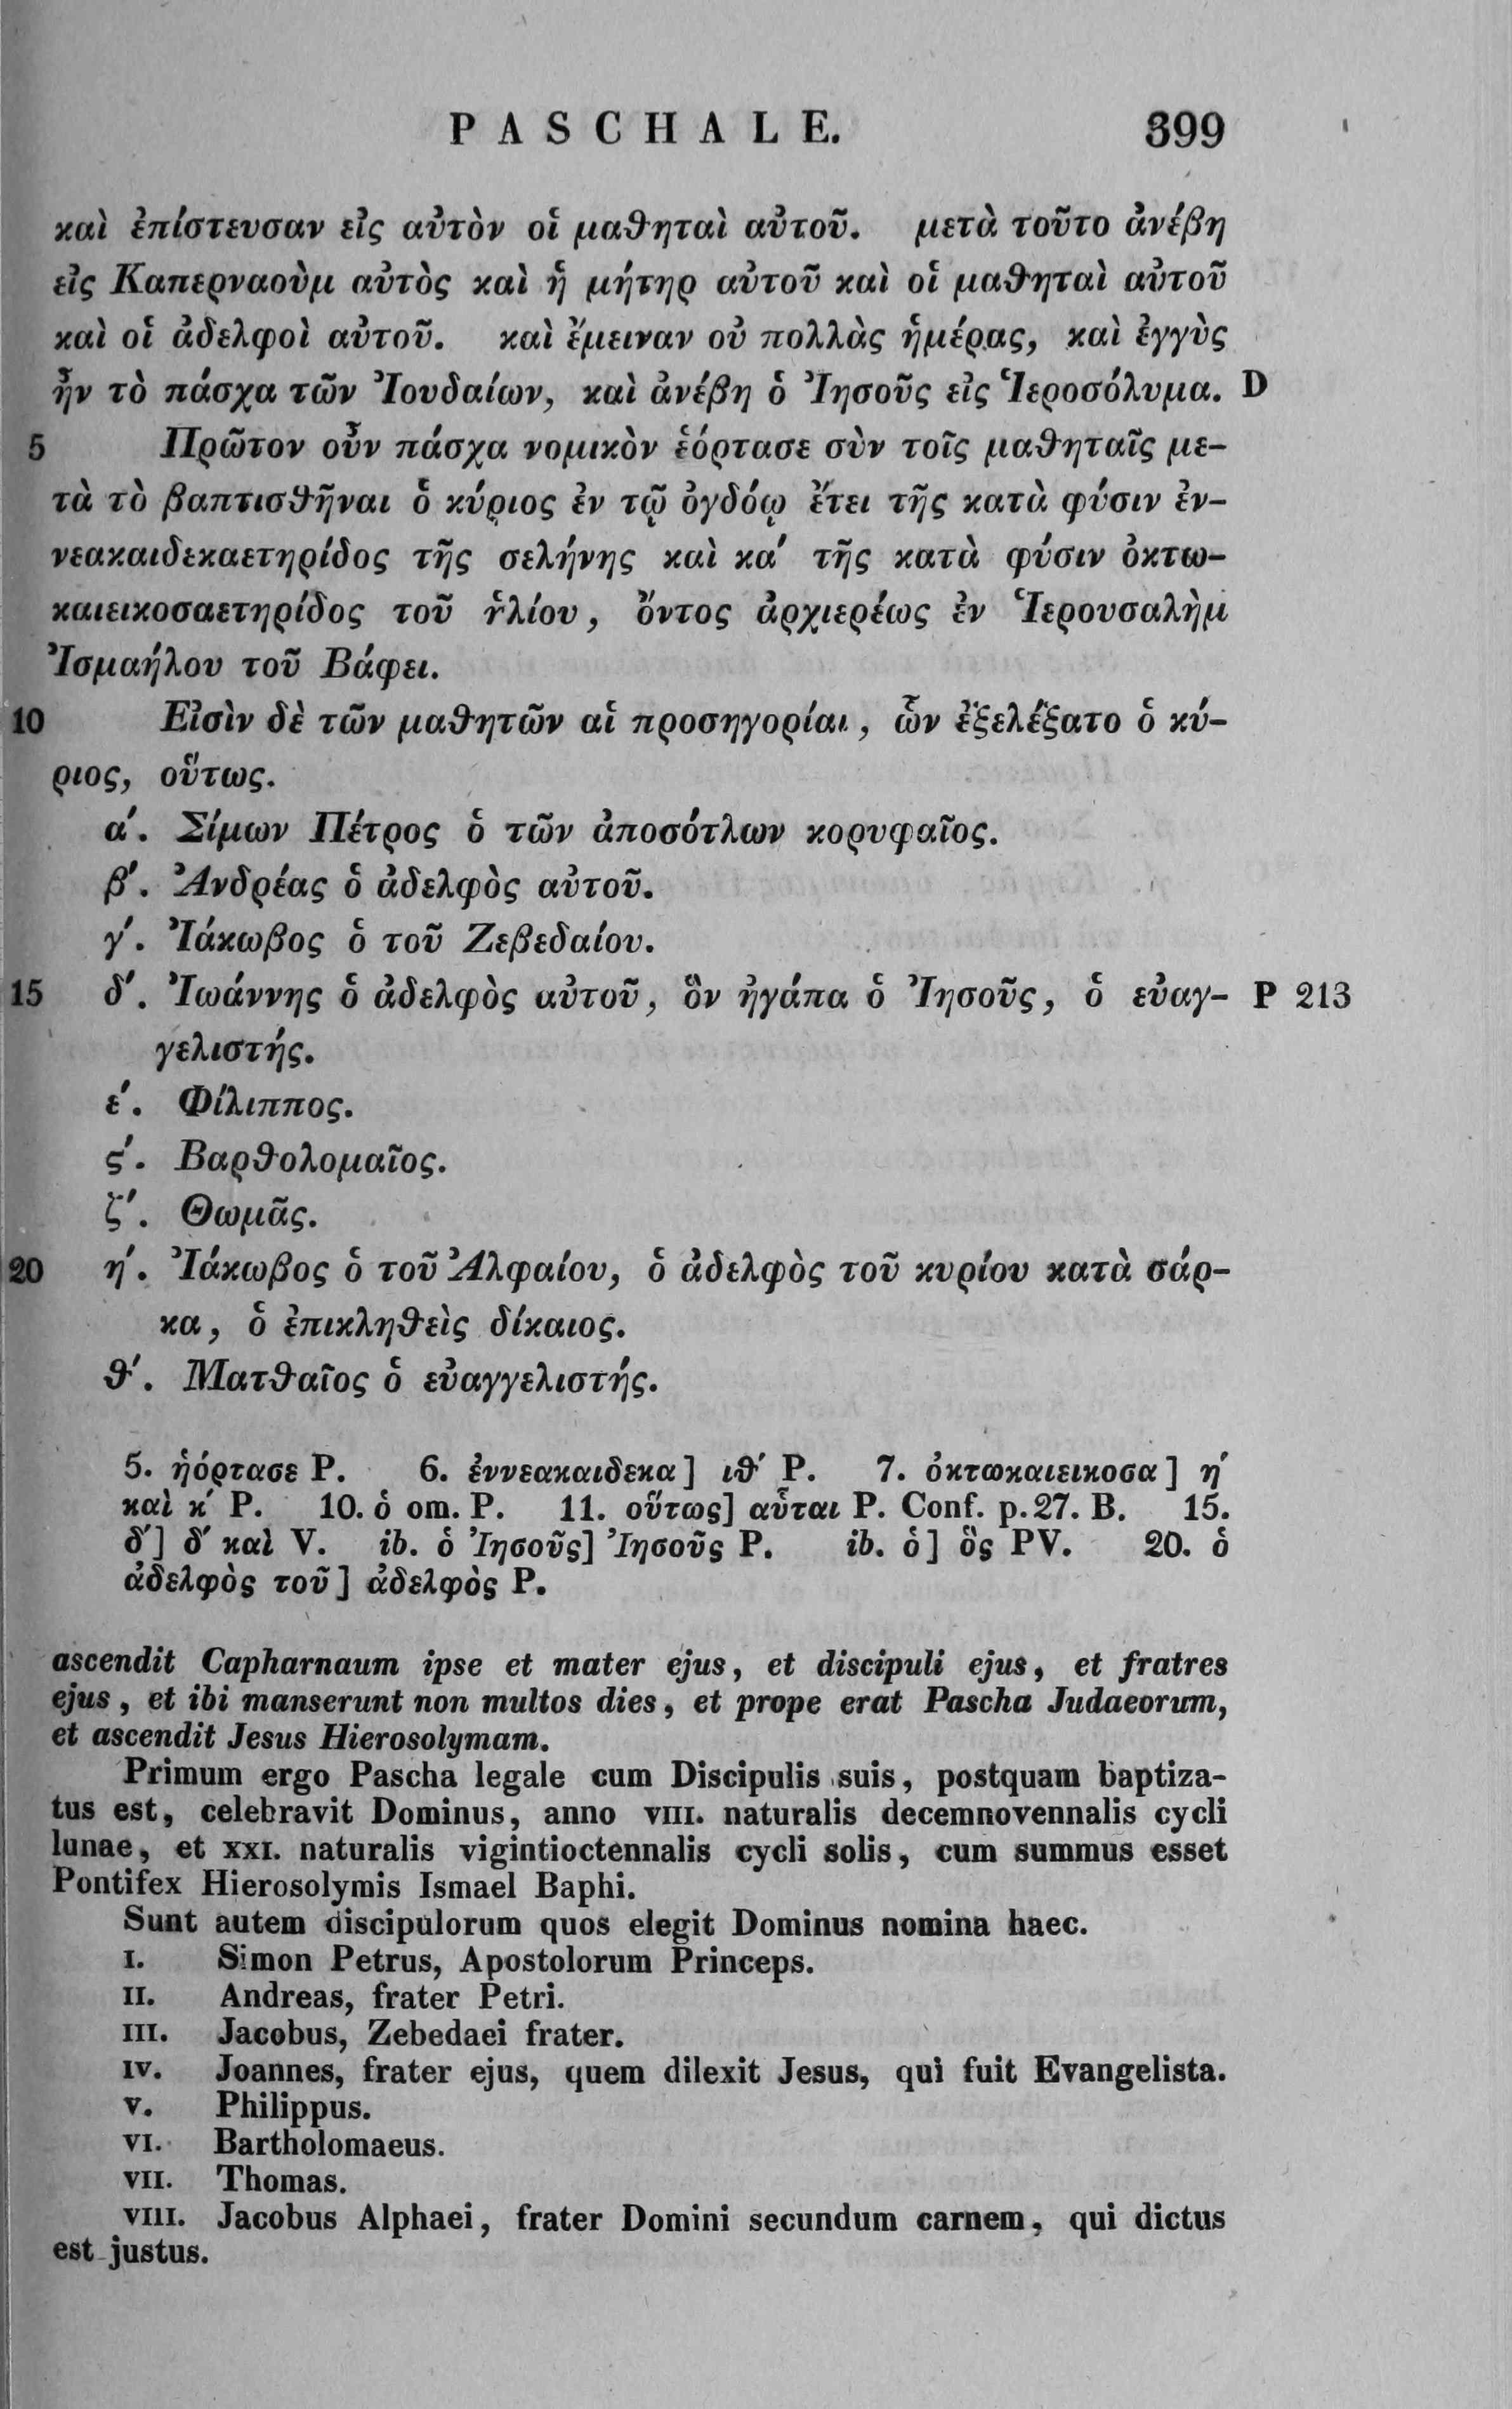 PASCHALE. 399
καὶ ἐπίστευσαν εἰς αὐτὸν οἱ μαθηταὶ αὐτοῦ. μετὰ τοῦτο ἀνέβη
εἰς Καπερναοὺμ αὐτὸς καὶ ἡ μήτηρ αὐτοῦ καὶ οἱ μαθηταὶ αὐτοῦ
καὶ οἱ ἀδελφοὶ αὐτοῦ. καὶ ἔμειναν οὐ πολλὰς ἡμέρας, καὶ ἐγγὺς
ἦν τὸ πάσχα τῶν Ἰουδαίων, καὶ ἀνέβη ὁ Ἰησοῦς εἰς Ἱεροσόλυμα. D
5 Πρῶτον οὖν πάσχα νομικὸν ἑόρτασε σὺν τοῖς μαθηταῖς με-
τὰ τὸ βαπτισθῆναι ὁ κύριος ἐν τῷ ὀγδόῳ ἔτει τῆς κατὰ φύσιν ἐν-
νεακαιδεκαετηρίδος τῆς σελήνης καὶ κα΄ τῆς κατὰ φύσιν ὀκτω-
καιεικοσαετηρίδος τοῦ ἡλίου, ὄντος ἀρχιερέως ἐν Ἱερουσαλὴμ
Ἰσμαήλου τοῦ Βάφει.
10 Εἰσὶν δὲ τῶν μαθητῶν αἱ προσηγορίαι, ὧν ἐξελέξατο ὁ κύ-
ριος, οὕτως.
α΄. Σίμων Πέτρος ὁ τῶν ἀποσότλων κορυφαῖος.
β΄. Ἀνδρέας ὁ ἀδελφὸς αὐτοῦ.
γ΄. Ἰάκωβος ὁ τοῦ Ζεβεδαίου.
15 δ΄. Ἰωάννης ὁ ἀδελφὸς αὐτοῦ, ὃν ἠγάπα ὁ Ἰησοῦς, ὁ εὐαγ- P 213
γελιστής.
ε΄. Φίλιππος.
ς΄. Βαρθολομαῖος.
ζ΄. Θωμᾶς.
20 η΄. Ἰάκωβος ὁ τοῦ Ἀλφαίου, ὁ ἀδελφὸς τοῦ κυρίου κατὰ σάρ-
κα, ὁ ἐπικληθεὶς δίκαιος.
θ΄. Ματθαῖος ὁ εὐαγγελιστής.
5. ἡόρτασε P. 6. ἐννεακαιδεκα] ιθ΄ P. 7. ὀκτωκαιεικοσα] η΄
καὶ κ΄ P. 10. ὁ om. P. 11. οὕτως] αὗται P. Conf. p.27. B. 15.
δ΄] δ΄ καὶ V. ib. ὁ Ἰησοῦς] Ἰησοῦς P. ib. ὁ] ὃς PV. 20. ὁ
ἀδελφὸς τοῦ] ἀδελφὸς P.
ascendit Capharnaum ipse et mater ejus, et discipuli ejus, et fratres
ejus, et ibi manserunt non multos dies, et prope erat Pascha Judaeorum,
et ascendit Jesus Hierosolymam.
Primum ergo Pascha legale cum Discipulis suis, postquam baptiza-
tus est, celebravit Dominus, anno VIII. naturalis decemnovennalis cycli
lunae, et XXI. naturalis vigintioctennalis cycli solis, cum summus esset
Pontifex Hierosolymis Ismael Baphi.
Sunt autem discipulorum quos elegit Dominus nomina haec.
I. Simon Petrus, Apostolorum Princeps.
II. Andreas, frater Petri.
III. Jacobus, Zebedaei frater.
IV. Joannes, frater ejus, quem dilexit Jesus, qui fuit Evangelista.
V. Philippus.
VI. Bartholomaeus.
VII. Thomas.
VIII. Jacobus Alphaei, frater Domini secundum carnem, qui dictus
est justus.